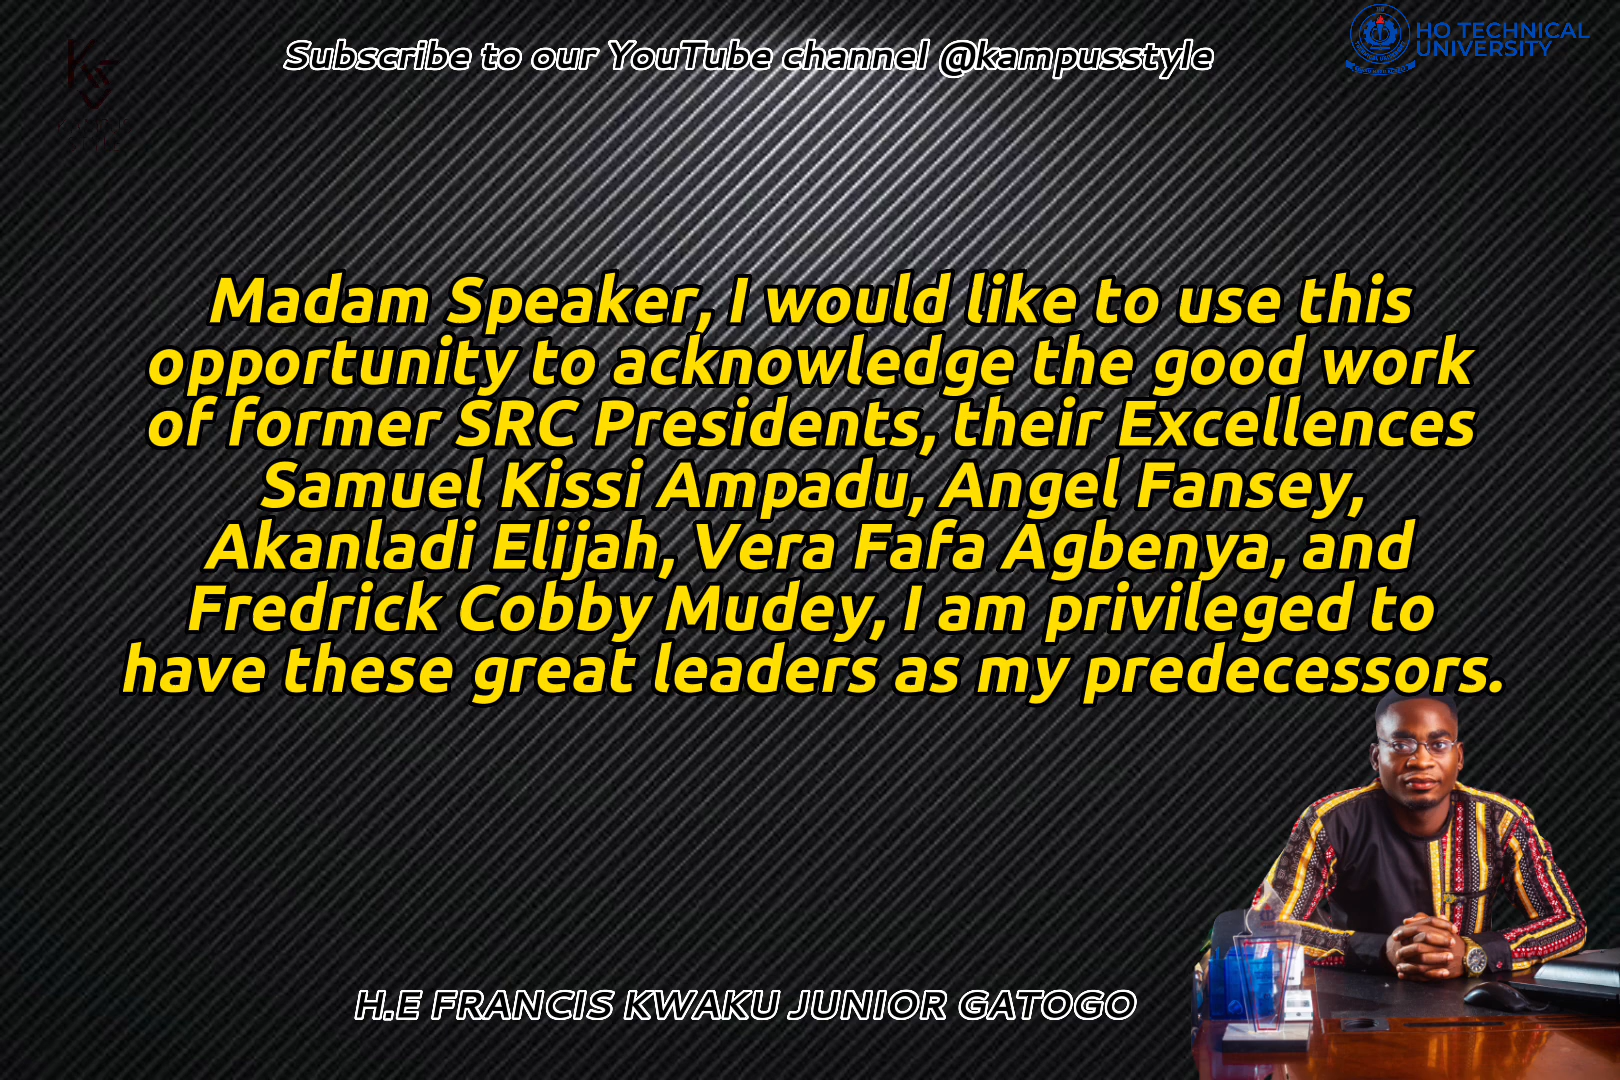 Subscribe to our YouTube channel @kampusstyle
HO TECHNICAL
UNIVERSITY
Madam Speaker, I would like to use this
opportunity to acknowledge the good work
of former SRC Presidents, their Excellences
Samuel Kissi Ampadu, Angel Fansey,
Akanladi Elijah, Vera Fafa Agbenya, and
Fredrick Cobby Mudey, I am privileged to
have these great leaders as my predecessors.
H.E FRANCIS KWAKU JUNIOR GATOGO